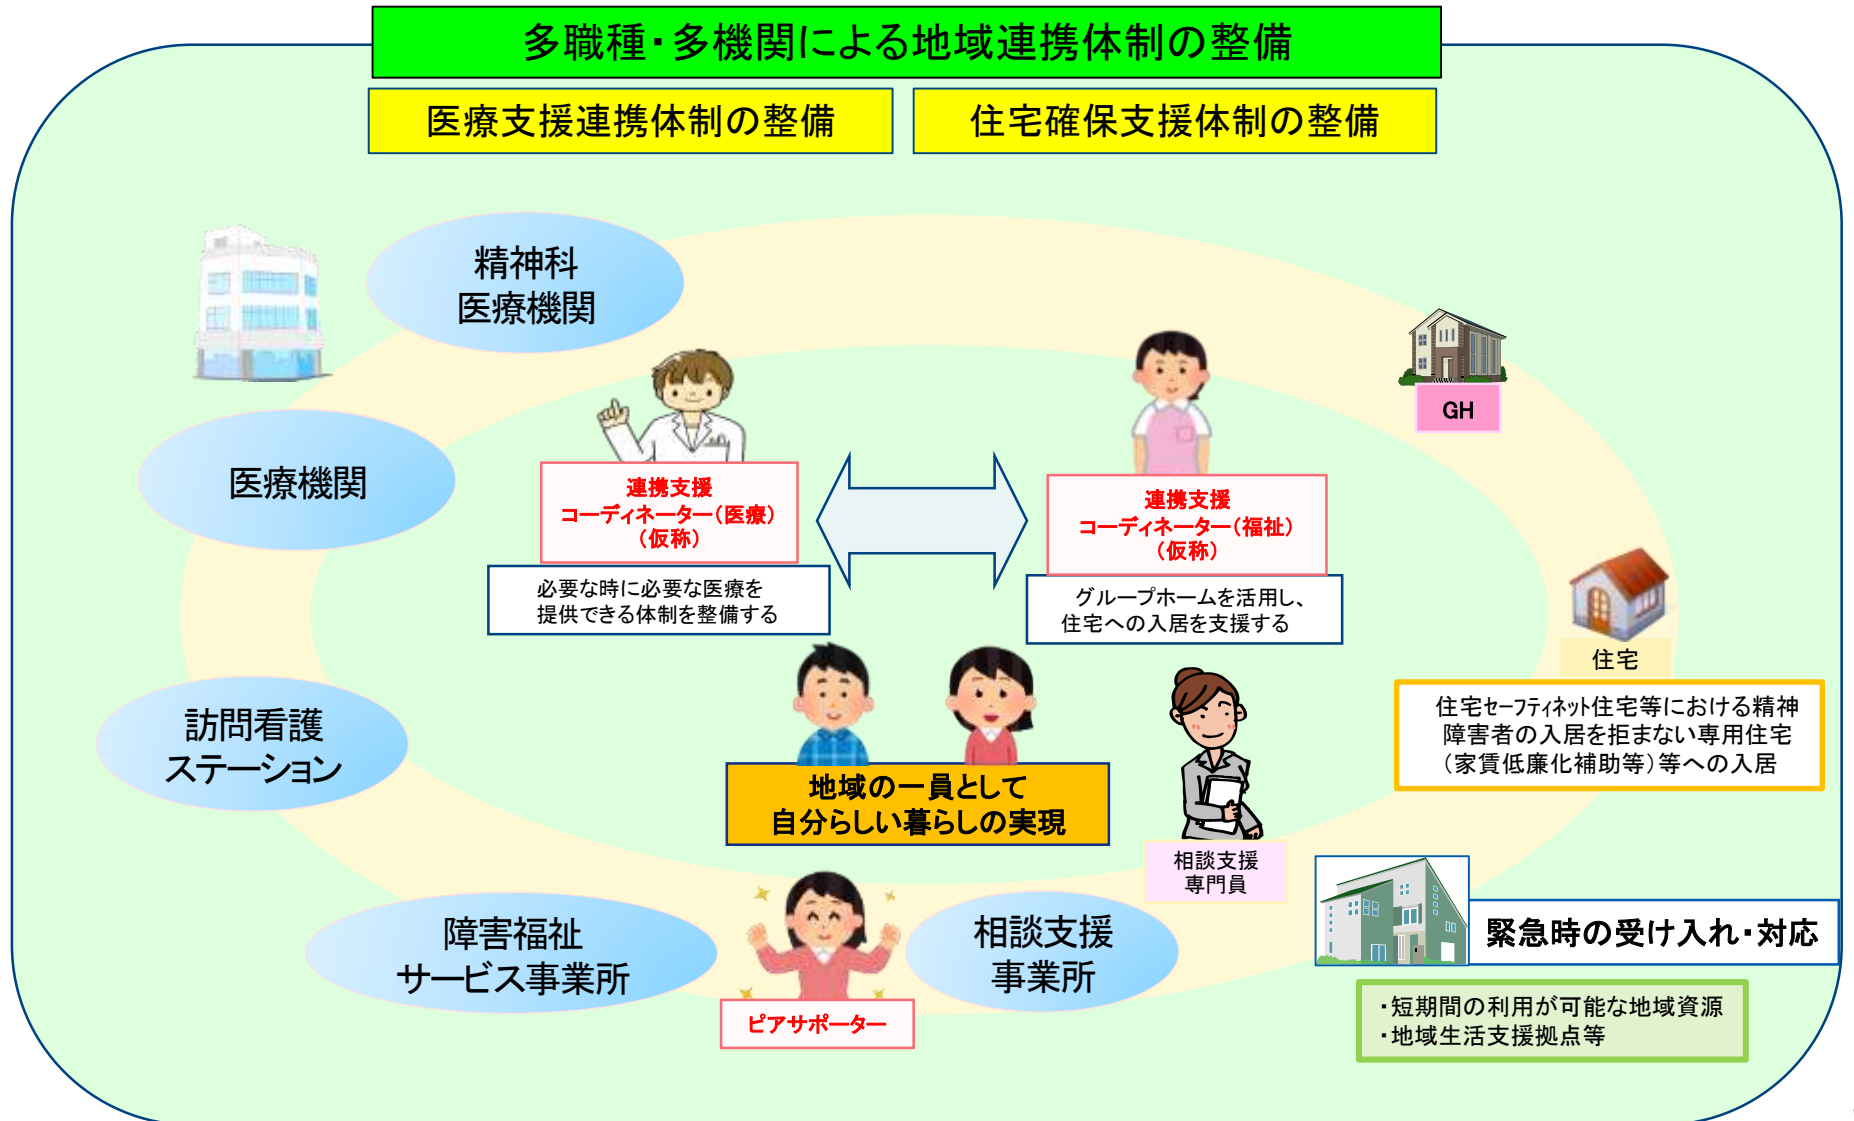 多職種・多機関による地域連携体制の整備
医療支援連携体制の整備
住宅確保支援体制の整備
精神科
医療機関
医療機関
訪問看護
ステーション
障害福祉
サービス事業所
相談支援
事業所
連携支援
コーディネーター（医療）
（仮称）
必要な時に必要な医療を
提供できる体制を整備する
連携支援
コーディネーター（福祉）
（仮称）
グループホームを活用し、
住宅への入居を支援する
地域の一員として
自分らしい暮らしの実現
相談支援
専門員
ピアサポーター
GH
住宅
住宅セーフティネット住宅等における精神
障害者の入居を拒まない専用住宅
（家賃低廉化補助等）等への入居
緊急時の受け入れ・対応
・短期間の利用が可能な地域資源
・地域生活支援拠点等